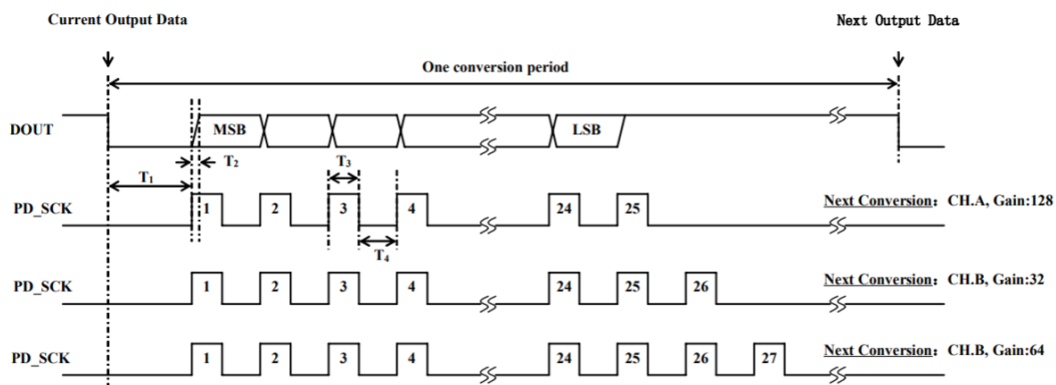 Current Output Data
Next Output Data
One conversion period
DOUT
MSB
LSB
T₂
T₃
T₁
PD_SCK
1
2
3
4
24
25
Next Conversion： CH.A, Gain:128
T₄
PD_SCK
1
2
3
4
24
25
26
Next Conversion： CH.B, Gain:32
PD_SCK
1
2
3
4
24
25
26
27
Next Conversion： CH.B, Gain:64